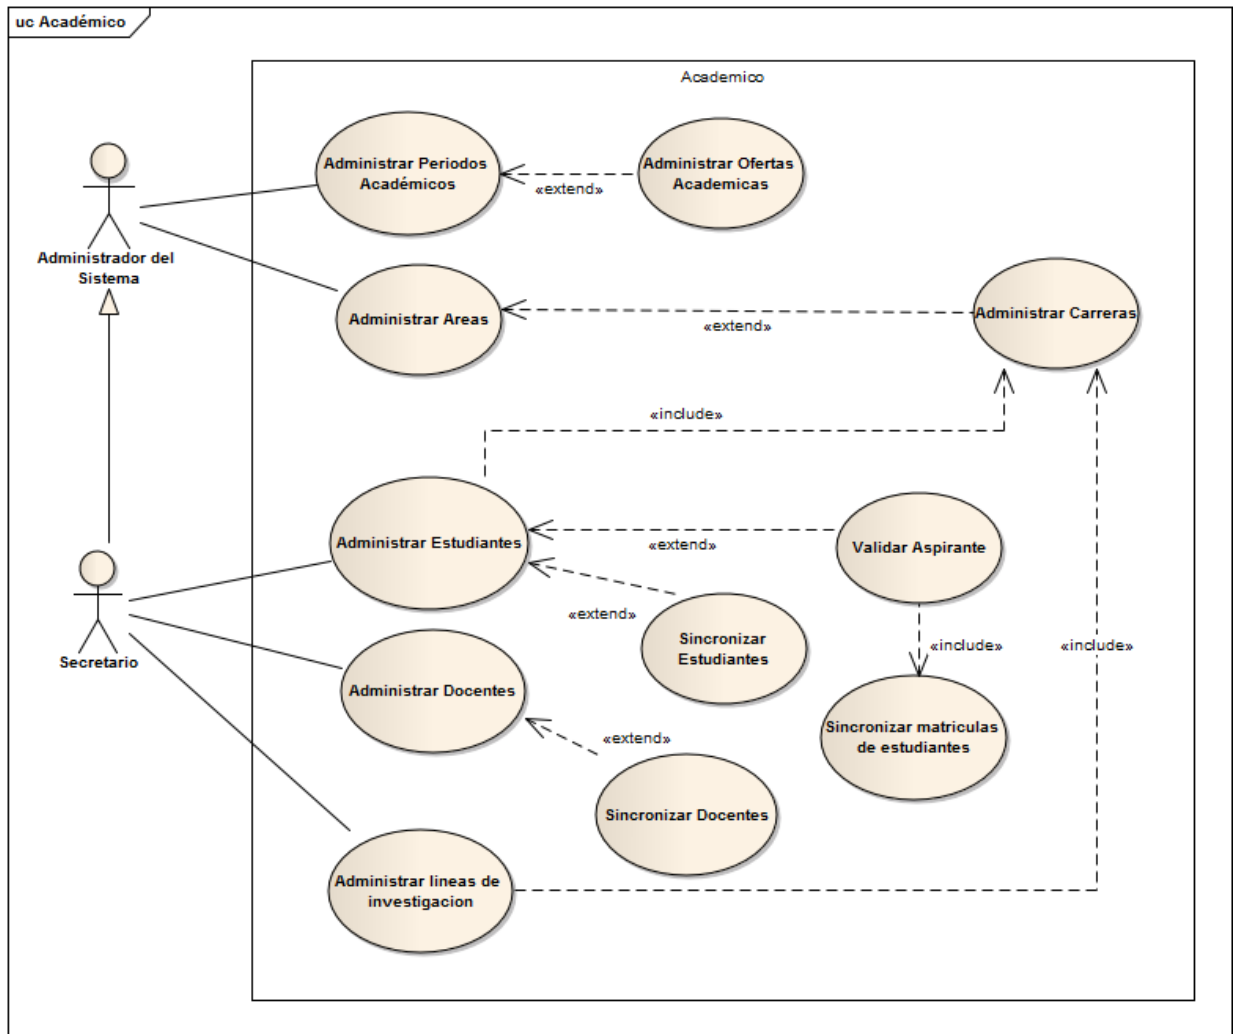 uc Académico
Academico
Administrar Periodos
Académicos
«extend»
Administrar Ofertas
Academicas
Administrador del
Sistema
Administrar Areas
«extend»
Administrar Carreras
«include»
Administrar Estudiantes
«extend»
Validar Aspirante
«extend»
Sincronizar
Estudiantes
«include»
«include»
Secretario
Administrar Docentes
«extend»
Sincronizar matriculas
de estudiantes
Sincronizar Docentes
Administrar lineas de
investigacion